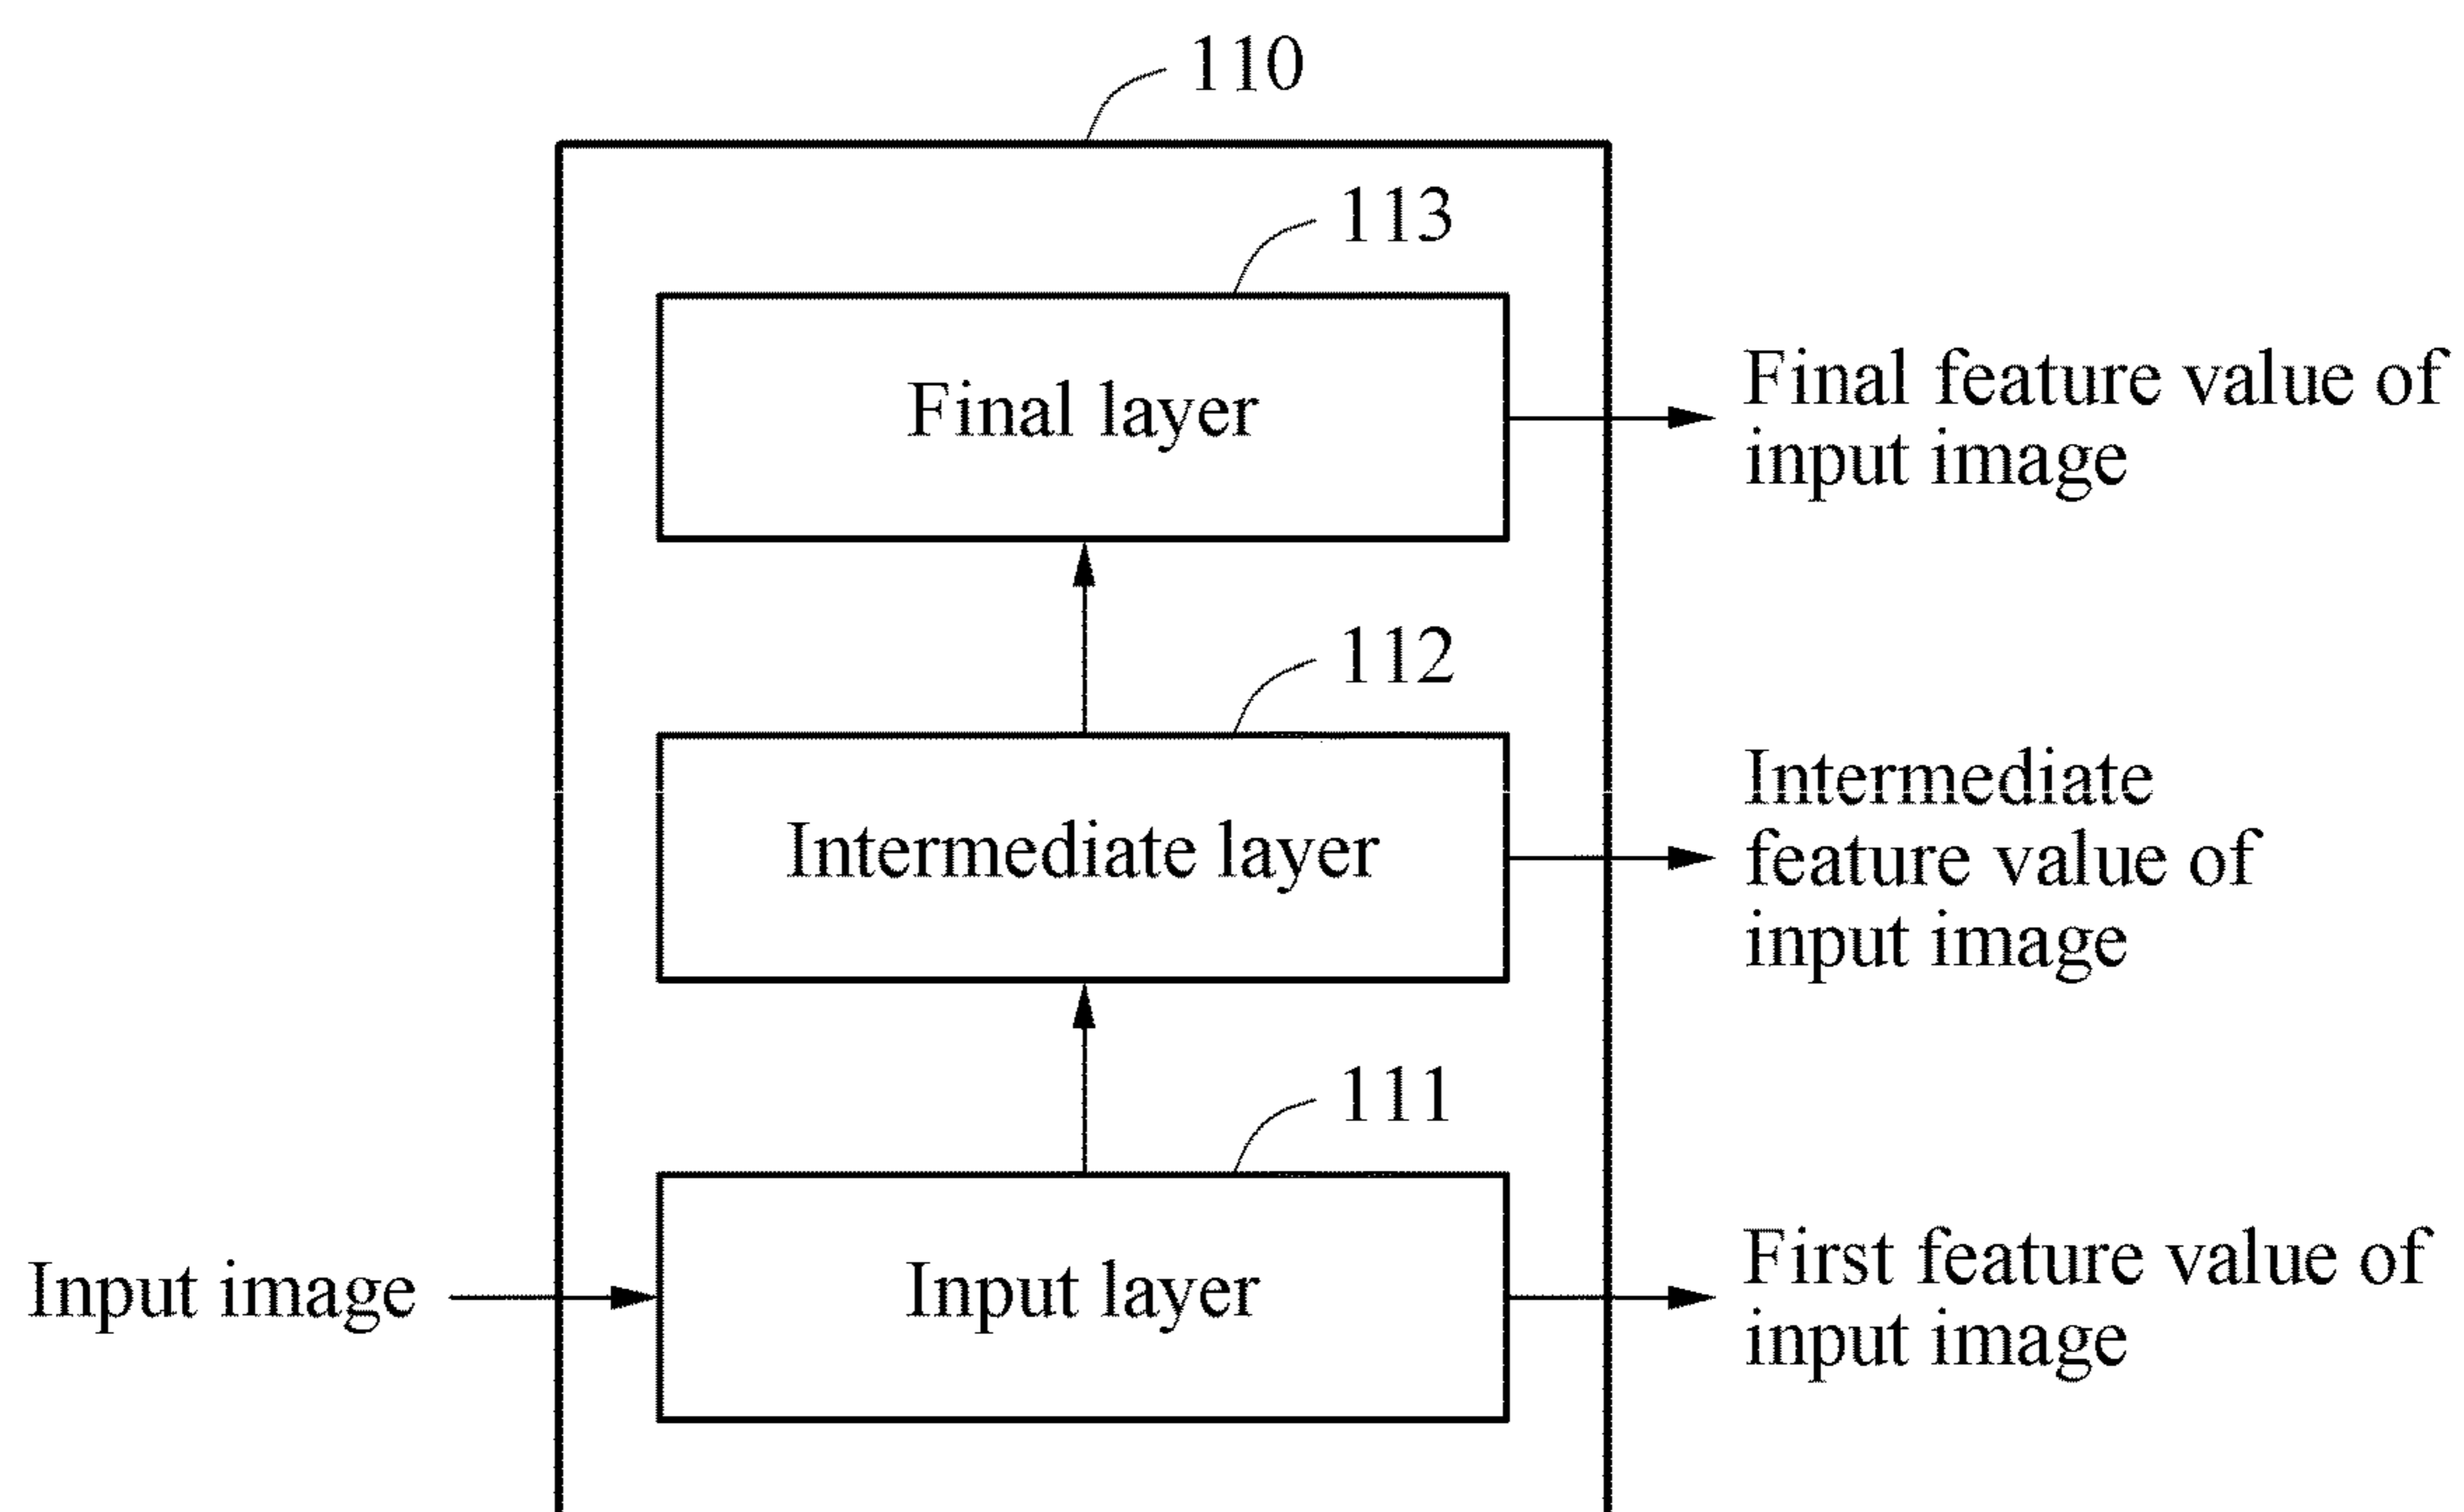 110
113
Final layer
Final feature value of
input image
112
Intermediate layer
Intermediate
feature value of
input image
111
Input image
Input layer
First feature value of
input image